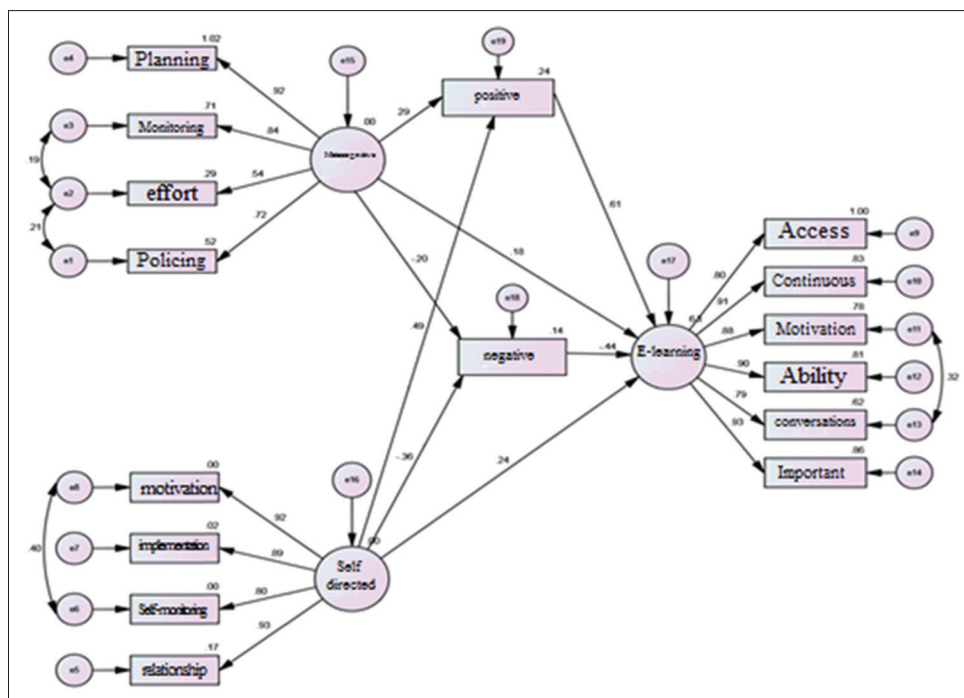 e19
1.02
e4
Planning
e15
.24
positive
.92
.29
.00
.71
e3
Monitoring
.84
.19
.29
.54
e2
effort
.72
.61
.21
.52
e1
Policing
1.00
Access
e9
-.20
.18
e17
.80
.83
Continuous
e10
e18
.91
.49
.14
.78
.88
Motivation
e11
negative
-.44
E-learning
.90
.81
Ability
e12
.32
.79
.62
conversations
e13
.93
-.36
.86
.24
Important
e14
.00
e16
e8
motivation
.92
.02
.00
e7
implementation
.89
Self
directed
.40
.00
.80
e6
Self-monitoring
.93
.17
e5
relationship